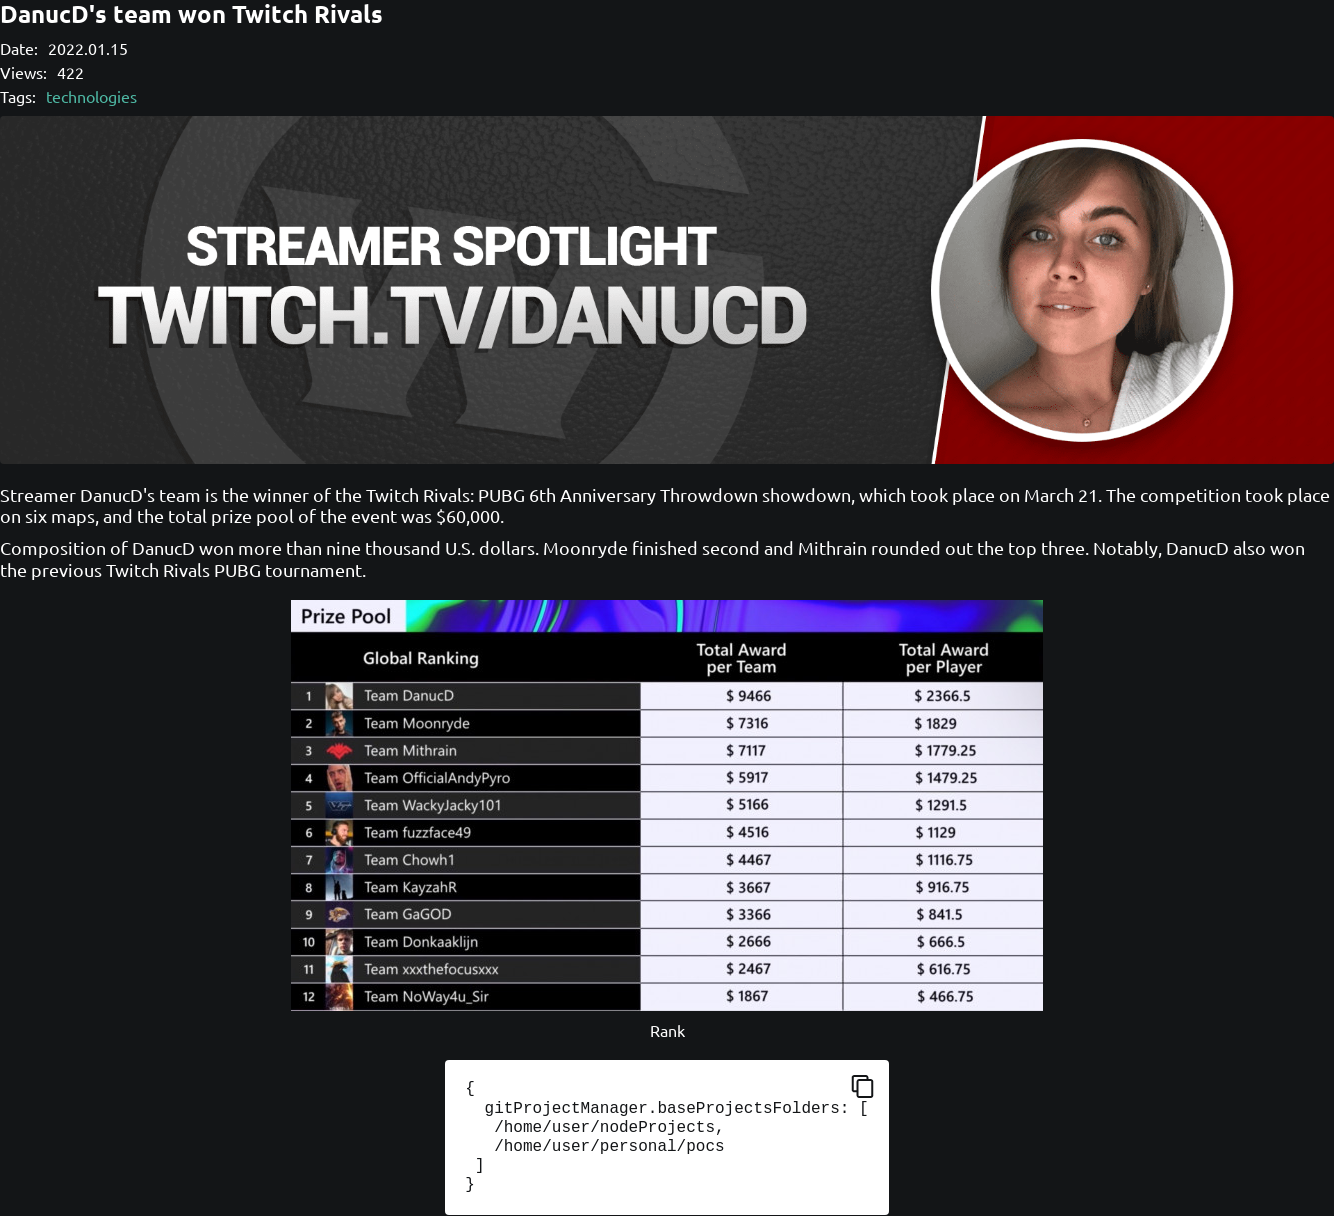 DanucD's team won Twitch Rivals
Date: 2022.01.15
Views: 422
Tags: technologies
STREAMER SPOTLIGHT
TWITCH.TV/DANUCD
Streamer DanucD's team is the winner of the Twitch Rivals: PUBG 6th Anniversary Throwdown showdown, which took place on March 21. The competition took place
on six maps, and the total prize pool of the event was $60,000.
Composition of DanucD won more than nine thousand U.S. dollars. Moonryde finished second and Mithrain rounded out the top three. Notably, DanucD also won
the previous Twitch Rivals PUBG tournament.
Prize Pool
Global Ranking Total Award per Team Total Award per Player
1 Team DanucD $ 9466 $ 2366.5
2 Team Moonryde $ 7316 $ 1829
3 Team Mithrain $ 7117 $ 1779.25
4 Team OfficialAndyPyro $ 5917 $ 1479.25
5 Team WackyJacky101 $ 5166 $ 1291.5
6 Team fuzzface49 $ 4516 $ 1129
7 Team Chowh1 $ 4467 $ 1116.75
8 Team KayzahR $ 3667 $ 916.75
9 Team GaGOD $ 3366 $ 841.5
10 Team Donkaaklijn $ 2666 $ 666.5
11 Team xxxthefocusxxx $ 2467 $ 616.75
12 Team NoWay4u_Sir $ 1867 $ 466.75
Rank
{
  gitProjectManager.baseProjectsFolders: [
   /home/user/nodeProjects,
   /home/user/personal/pocs
 ]
}